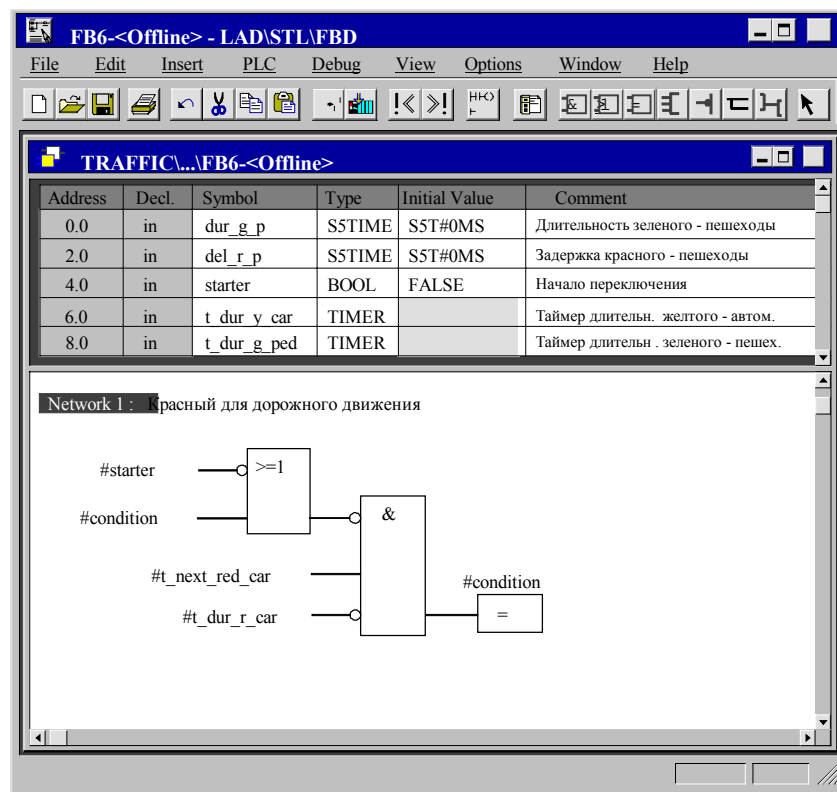 FB6-<Offline> - LAD\STL\FBD
File Edit Insert PLC Debug View Options Window Help
TRAFFIC\...\FB6-<Offline>
Address Decl. Symbol Type Initial Value Comment
0.0 in dur_g_p S5TIME S5T#0MS Длительность зеленого - пешеходы
2.0 in del_r_p S5TIME S5T#0MS Задержка красного - пешеходы
4.0 in starter BOOL FALSE Начало переключения
6.0 in t_dur_y_car TIMER Таймер длительн. желтого - автом.
8.0 in t_dur_g_ped TIMER Таймер длительн . зеленого - пешех.
Network 1 : Красный для дорожного движения
#starter >=1
#condition &
#t_next_red_car
#condition
#t_dur_r_car =